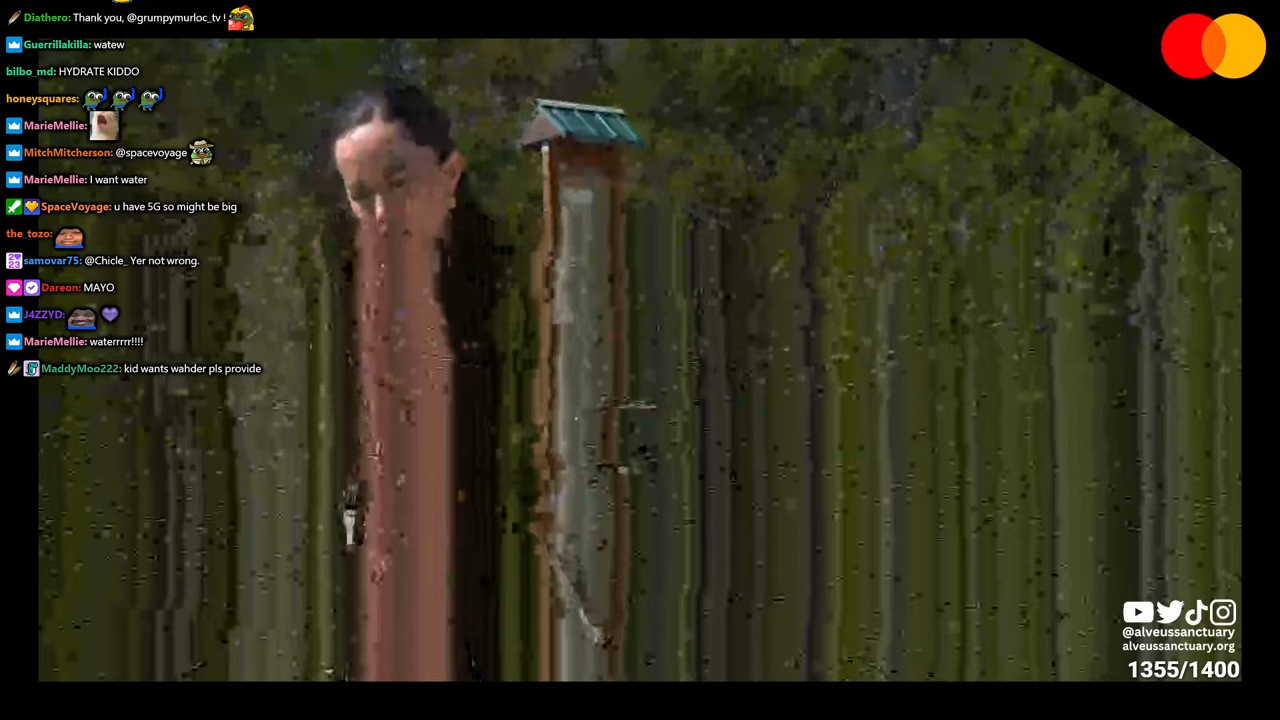 Diathero: Thank you, @grumpymurloc_tv !
Guerrillakilla: watew
bilbo_md: HYDRATE KIDDO
honeysquares:
MarieMellie:
MitchMitcherson: @spacevoyage
MarieMellie: I want water
SpaceVoyage: u have 5G so might be big
the_tozo:
samovar75: @Chicle_ Yer not wrong.
Dareon: MAYO
J4ZZYD:
MarieMellie: waterrrr!!!!
MaddyMoo222: kid wants wahder pls provide
@alveussanctuary
alveussanctuary.org
1355/1400